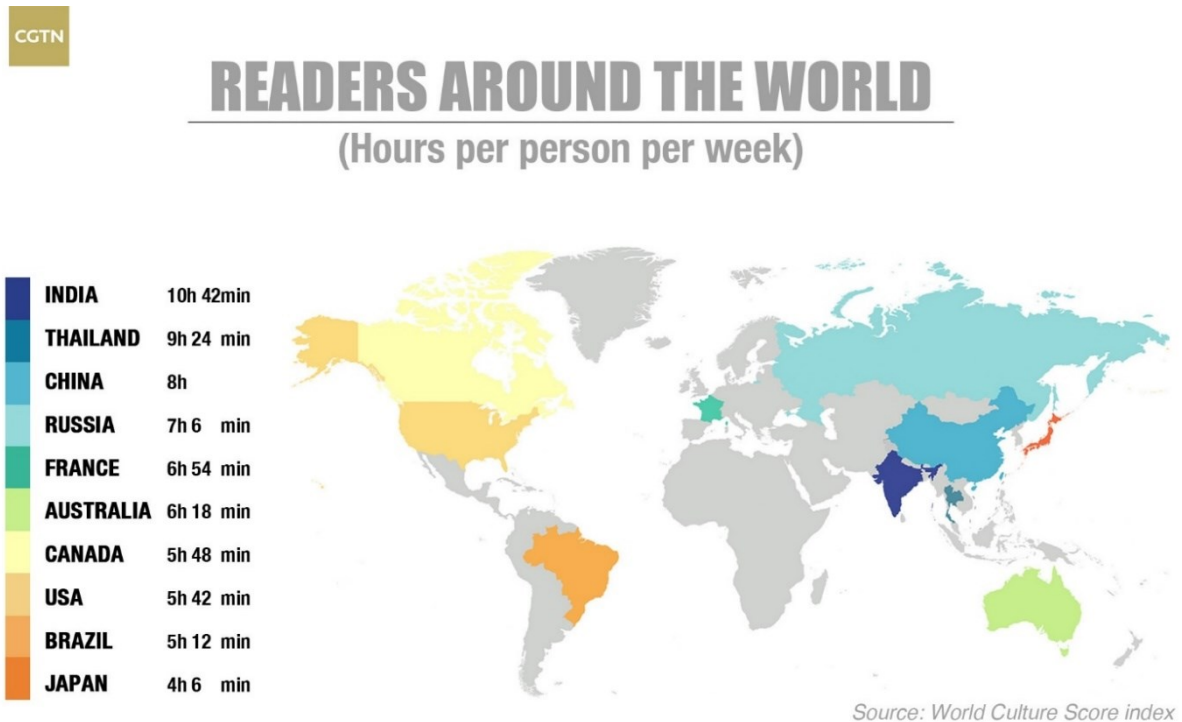 CGTN
READERS AROUND THE WORLD
(Hours per person per week)
INDIA 10h 42min
THAILAND 9h 24 min
CHINA 8h
RUSSIA 7h 6 min
FRANCE 6h 54 min
AUSTRALIA 6h 18 min
CANADA 5h 48 min
USA 5h 42 min
BRAZIL 5h 12 min
JAPAN 4h 6 min
Source: World Culture Score index